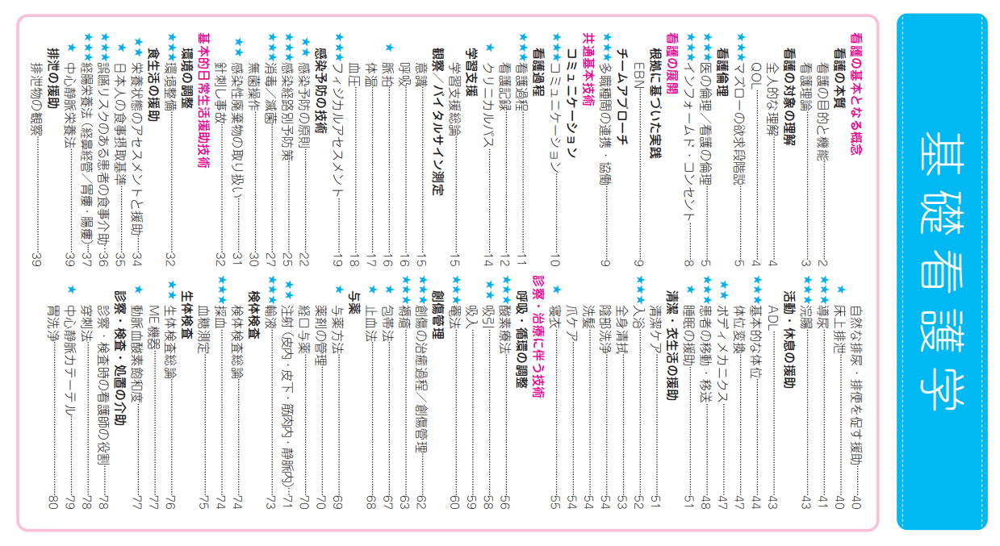 基礎看護学
看護の基本となる概念
看護の本質
看護の目的と機能……2
看護理論……3
看護の対象の理解
全人的な理解……4
QOL……4
★★★マズローの欲求段階説……5
看護倫理
★★★医の倫理／看護の倫理……5
★★★インフォームド・コンセント……8
看護の展開
根拠に基づいた実践
EBN……9
チームアプローチ
★★★多職種間の連携・協働……9
共通基本技術
コミュニケーション
★★★コミュニケーション……10
看護過程
★★★看護過程……11
看護記録……12
★クリニカルパス……14
学習支援
学習支援総論……15
観察／バイタルサイン測定
意識……15
呼吸……16
★脈拍……16
体温……17
血圧……18
★★★フィジカルアセスメント……19
感染予防の技術
★★感染予防の原則……22
★★★感染経路別予防策……25
★★★消毒／滅菌……27
無菌操作……30
★★感染性廃棄物の取り扱い……31
針刺し事故……32
基本的日常生活援助技術
環境の調整
★★★環境整備……32
食生活の援助
★★栄養状態のアセスメントと援助……34
★日本人の食事摂取基準……35
★★★誤嚥リスクのある患者の食事介助……36
★★★経腸栄養法（経鼻経管／胃瘻・腸瘻）……37
★中心静脈栄養法……39
排泄の援助
排泄物の観察……39
自然な排尿・排便を促す援助……40
★床上排泄……40
★★★導尿……41
★★★浣腸……43
活動・休息の援助
ADL……43
★★★基本的な体位……44
体位変換……47
★★ボディメカニクス……47
★★★患者の移動・移送……48
★睡眠の援助……51
清潔・衣生活の援助
清潔ケア……51
★★★入浴……52
全身清拭……53
陰部洗浄……54
洗髪……54
爪ケア……54
★寝衣……55
診察・治療に伴う技術
呼吸・循環の調整
★★★酸素療法……56
★★吸引……58
吸入……59
★★★罨法……60
創傷管理
★★★創傷の治癒過程／創傷管理……62
★★★褥瘡……63
★包帯法……67
★止血法……68
与薬
★与薬方法……69
薬剤の管理……70
経口与薬……70
★★注射（皮内・皮下・筋肉内・静脈内）……71
★★★輸液……73
検体検査
検体検査総論……74
★★★採血……74
血糖測定……75
生体検査
★★生体検査総論……76
ME機器……77
★動脈血酸素飽和度……77
診察・検査・処置の介助
診察・検査時の看護師の役割……78
穿刺法……78
★中心静脈カテーテル……79
胃洗浄……80